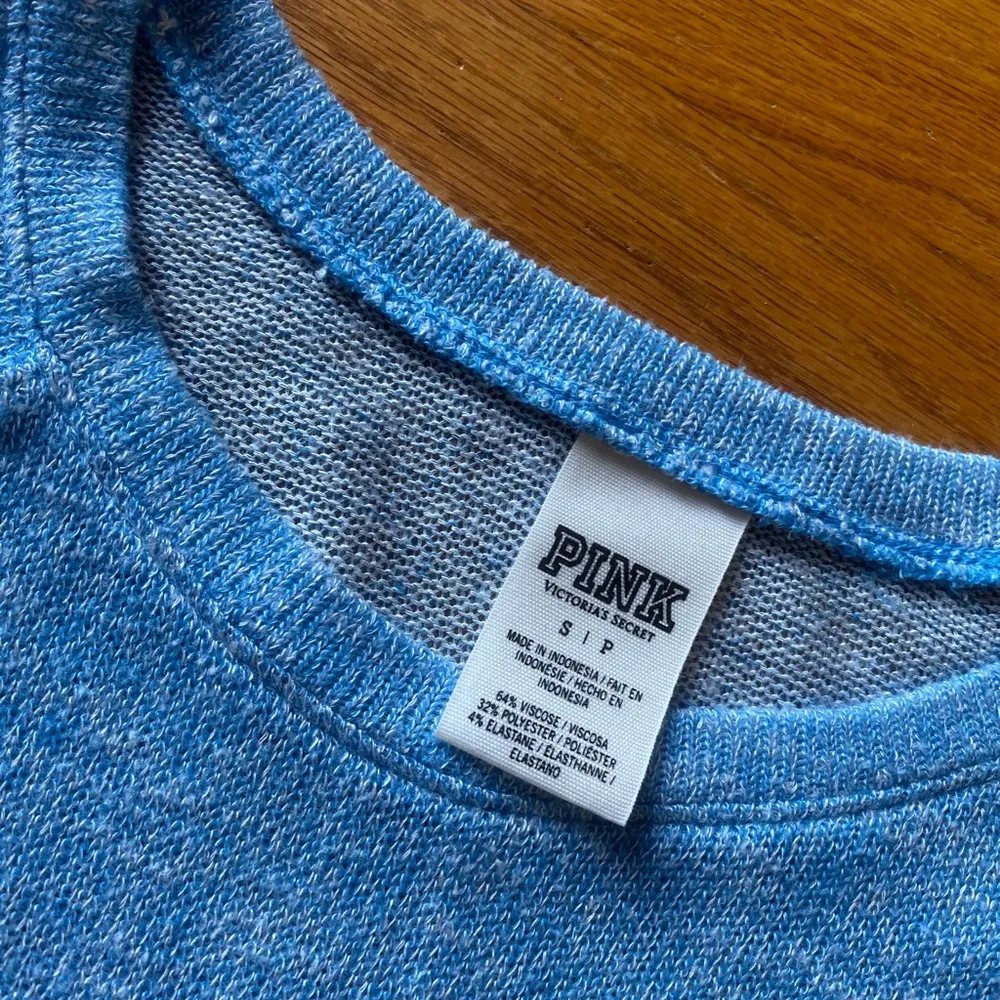 PINK
VICTORIA'S SECRET
S | P
MADE IN INDONESIA / FAIT EN
INDONÉSIE / HECHO EN
INDONESIA
64% VISCOSE / VISCOSA
32% POLYESTER / POLIÉSTER
4% ELASTANE / ÉLASTHANNE /
ELASTANO